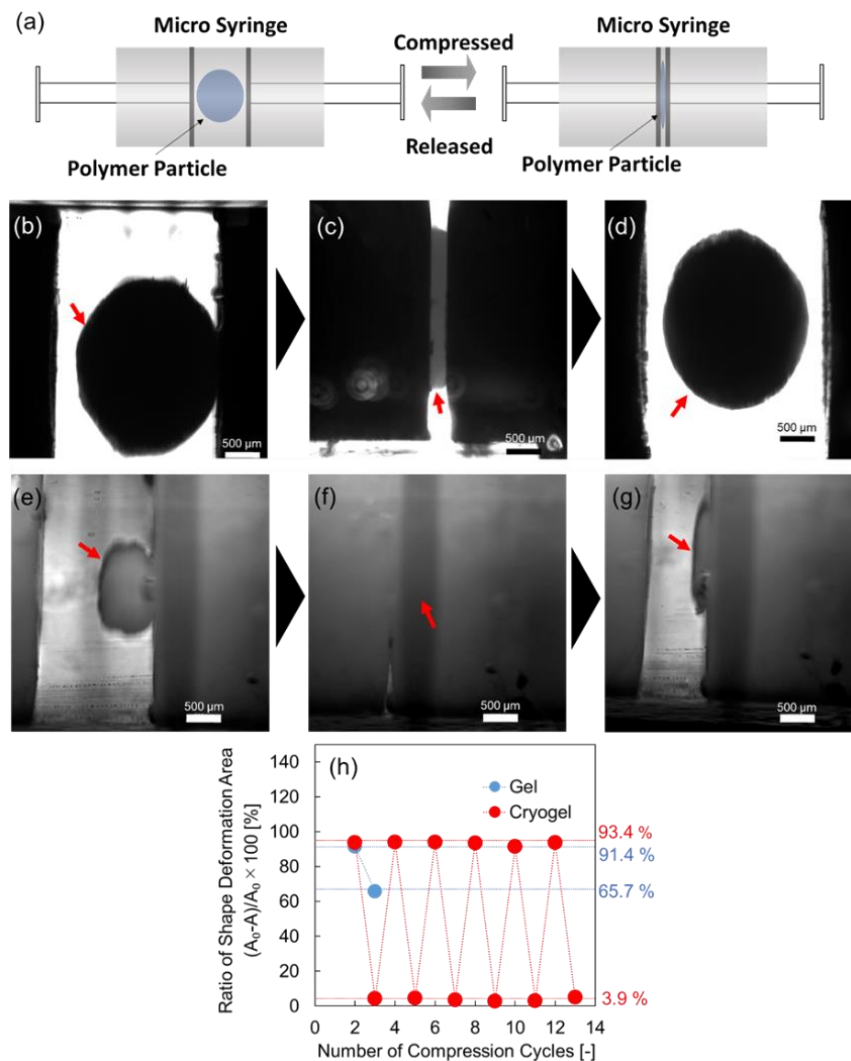 (a)
Micro Syringe
Compressed
Micro Syringe
Polymer Particle
Released
Polymer Particle
(b)
(c)
(d)
500 µm
500 µm
500 µm
(e)
(f)
(g)
500 µm
500 µm
500 µm
(h)
Ratio of Shape Deformation Area
(A₀-A)/A₀ × 100 [%]
140
120
100
80
60
40
20
0
Gel
Cryogel
93.4 %
91.4 %
65.7 %
3.9 %
0 2 4 6 8 10 12 14
Number of Compression Cycles [-]